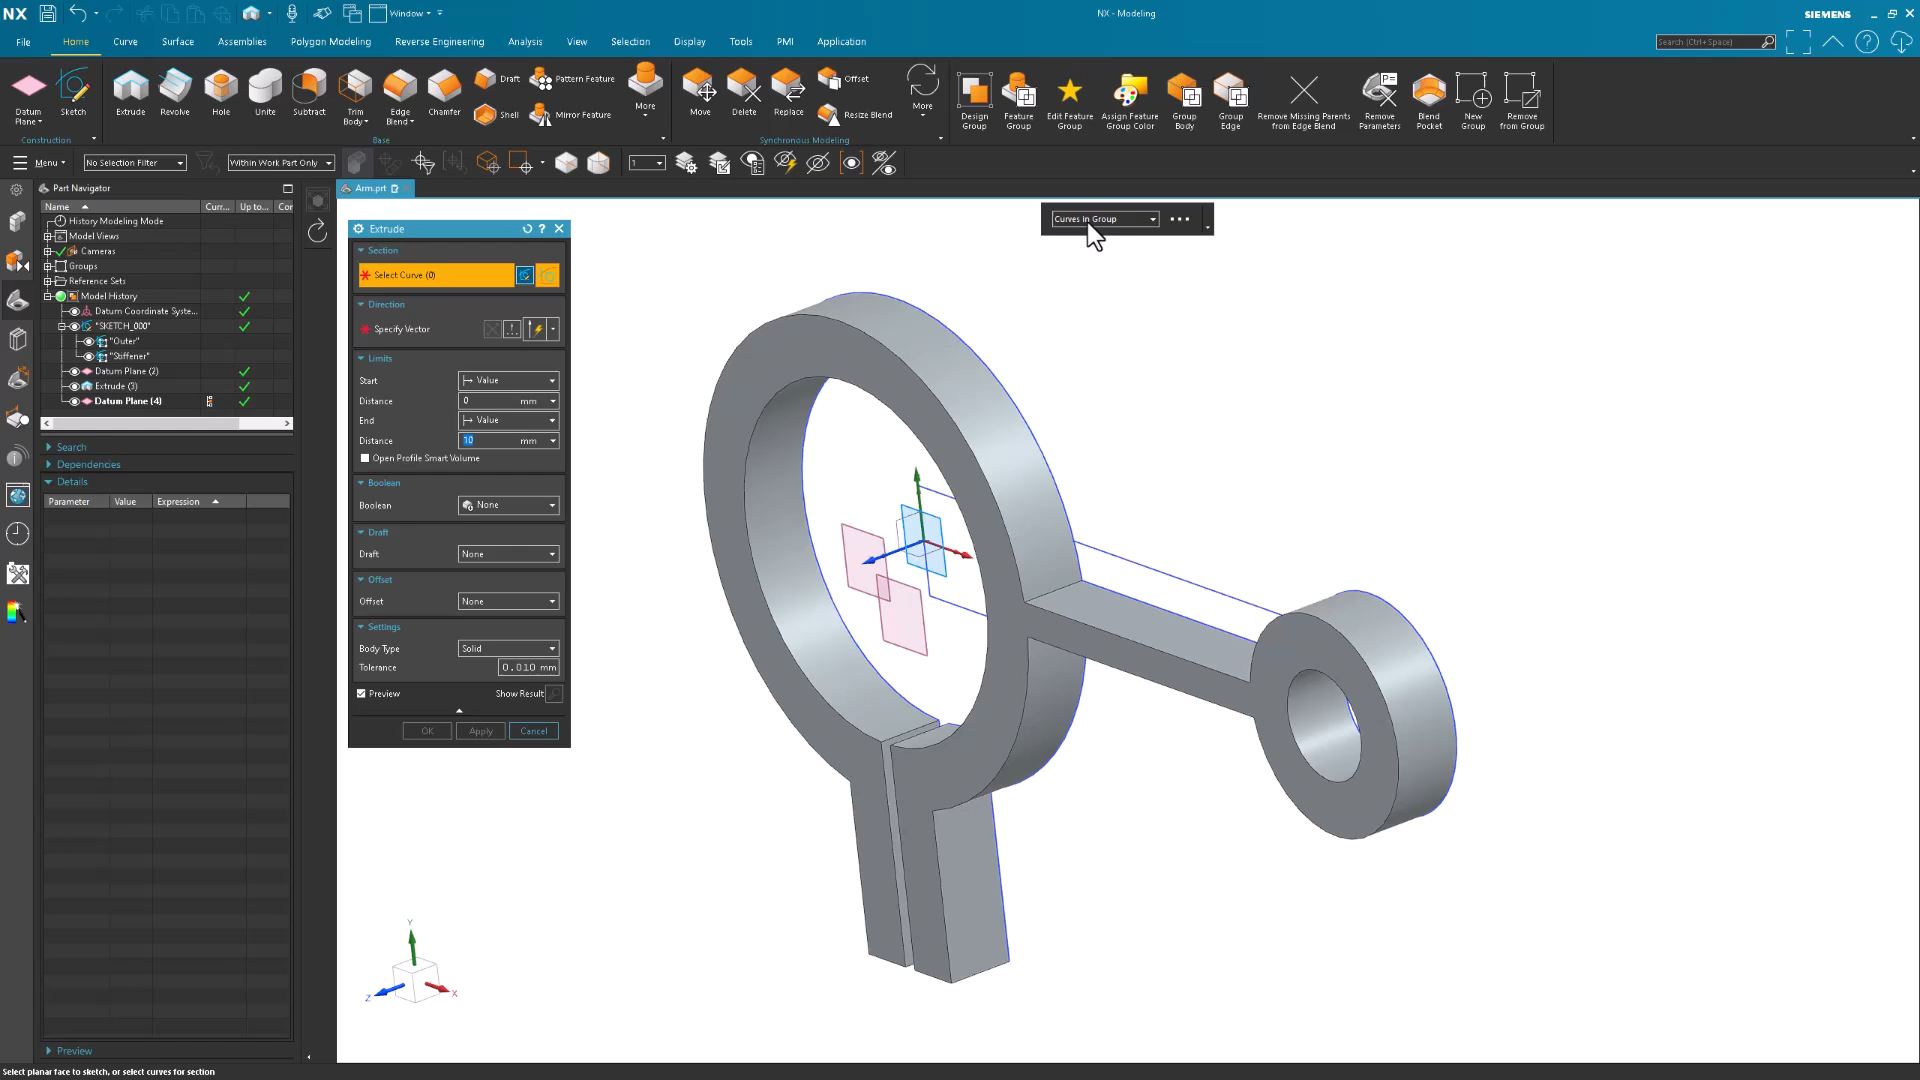 NX Window NX - Modeling SIEMENS
File Home Curve Surface Assemblies Polygon Modeling Reverse Engineering Analysis View Selection Display Tools PMI Application Search (Ctrl+Space)
Datum Plane Sketch Extrude Revolve Hole Unite Subtract Trim Body Edge Blend Chamfer Draft Shell Pattern Feature Mirror Feature More Move Delete Replace Offset Resize Blend More Design Group Feature Group Edit Feature Group Assign Feature Group Color Group Body Group Edge Remove Missing Parents from Edge Blend Remove Parameters Blend Pocket New Group Remove from Group
Construction Base Synchronous Modeling
Menu No Selection Filter Within Work Part Only 1
Part Navigator Arm.prt
Name Curr... Up to... Cor
History Modeling Mode
Model Views
Cameras
Groups
Reference Sets
Model History
Datum Coordinate Syste...
"SKETCH_000"
"Outer"
"Stiffener"
Datum Plane (2)
Extrude (3)
Datum Plane (4)
Search
Dependencies
Details
Parameter Value Expression
Preview
Extrude
Section
Select Curve (0)
Direction
Specify Vector
Limits
Start Value
Distance 0 mm
End Value
Distance 10 mm
Open Profile Smart Volume
Boolean
Boolean None
Draft
Draft None
Offset
Offset None
Settings
Body Type Solid
Tolerance 0.010 mm
Preview Show Result
OK Apply Cancel
Curves in Group
Y
Z X
Select planar face to sketch, or select curves for section